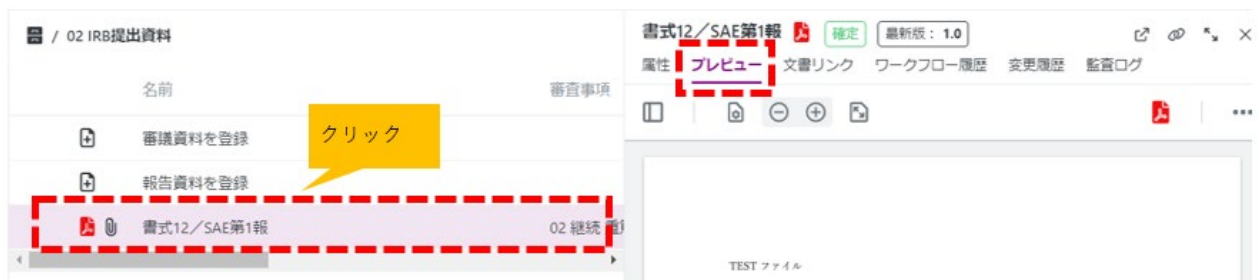 / 02 IRB提出資料
名前 審査事項
審議資料を登録
クリック
報告資料を登録
書式12／SAE第1報 02 継続 重
書式12／SAE第1報 確定 最新版： 1.0
属性 プレビュー 文書リンク ワークフロー履歴 変更履歴 監査ログ
TEST ファイル